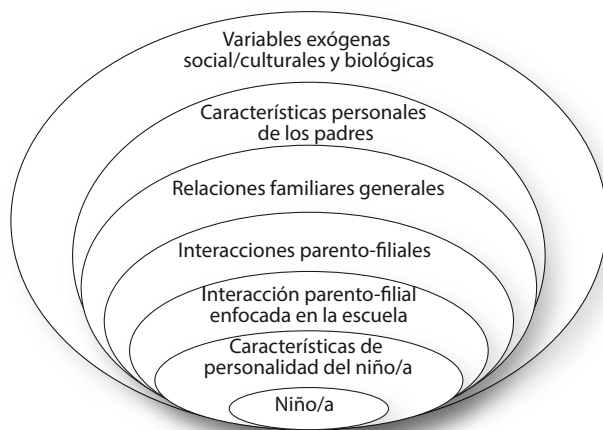 Variables exógenas
social/culturales y biológicas
Características personales
de los padres
Relaciones familiares generales
Interacciones parento-filiales
Interacción parento-filial
enfocada en la escuela
Características de
personalidad del niño/a
Niño/a